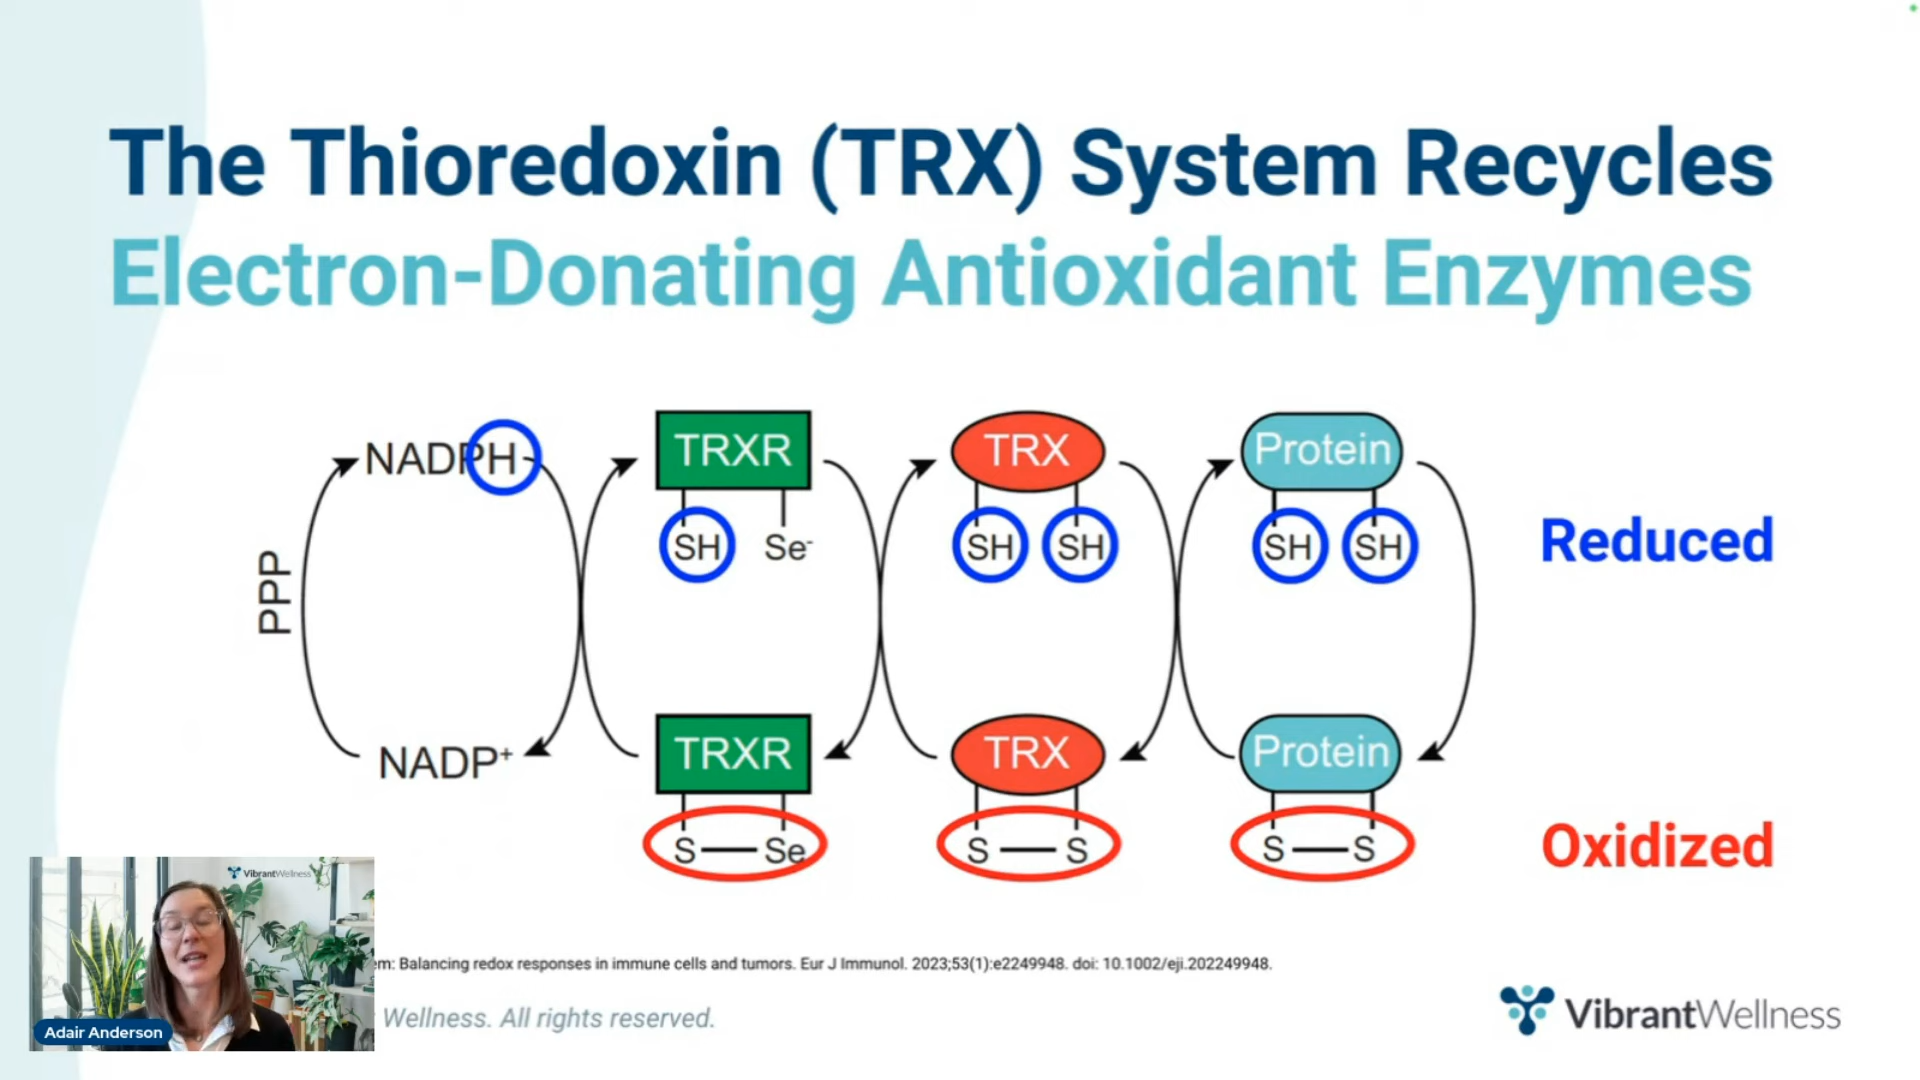 The Thioredoxin (TRX) System Recycles
Electron-Donating Antioxidant Enzymes
NADPH
TRXR
TRX
Protein
SH Se-
SH SH
SH SH
Reduced
PPP
NADP+
TRXR
TRX
Protein
S Se
S S
S S
Oxidized
VibrantWellness
Adair Anderson
em: Balancing redox responses in immune cells and tumors. Eur J Immunol. 2023;53(1):e2249948. doi: 10.1002/eji.202249948.
Wellness. All rights reserved.
VibrantWellness